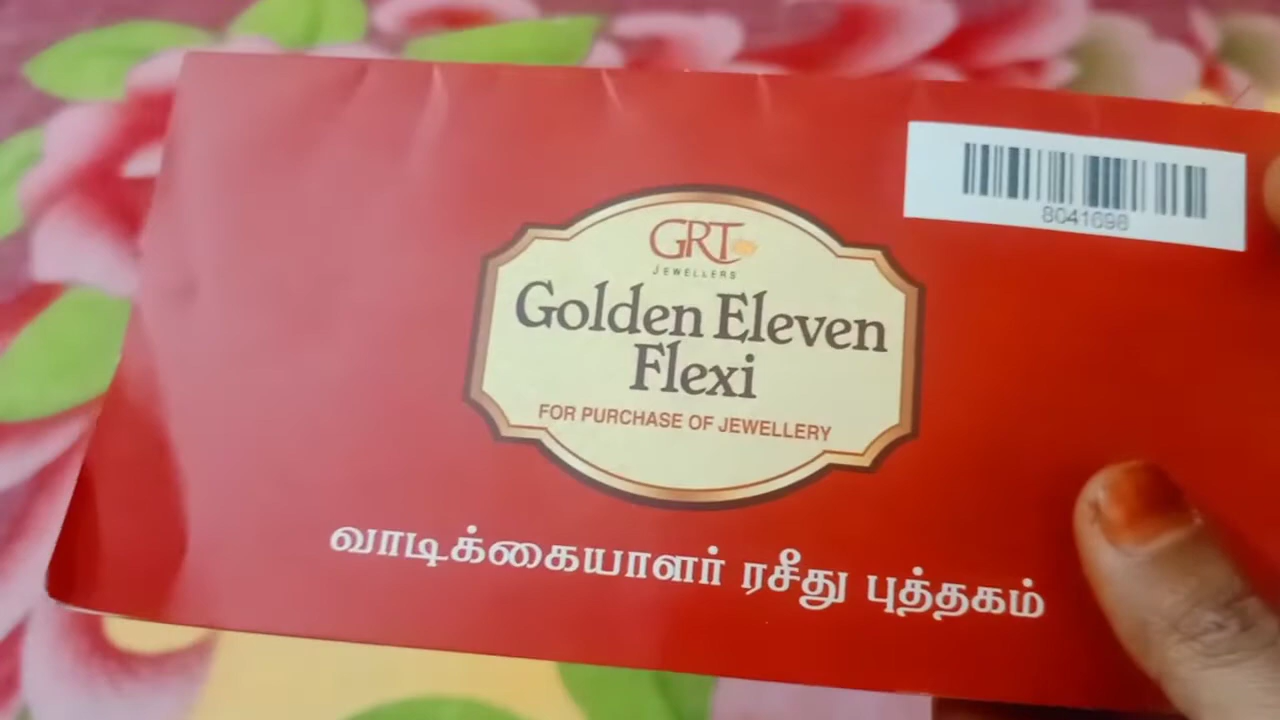 8041698
GRT
JEWELLERS
Golden Eleven
Flexi
FOR PURCHASE OF JEWELLERY
வாடிக்கையாளர் ரசீது புத்தகம்